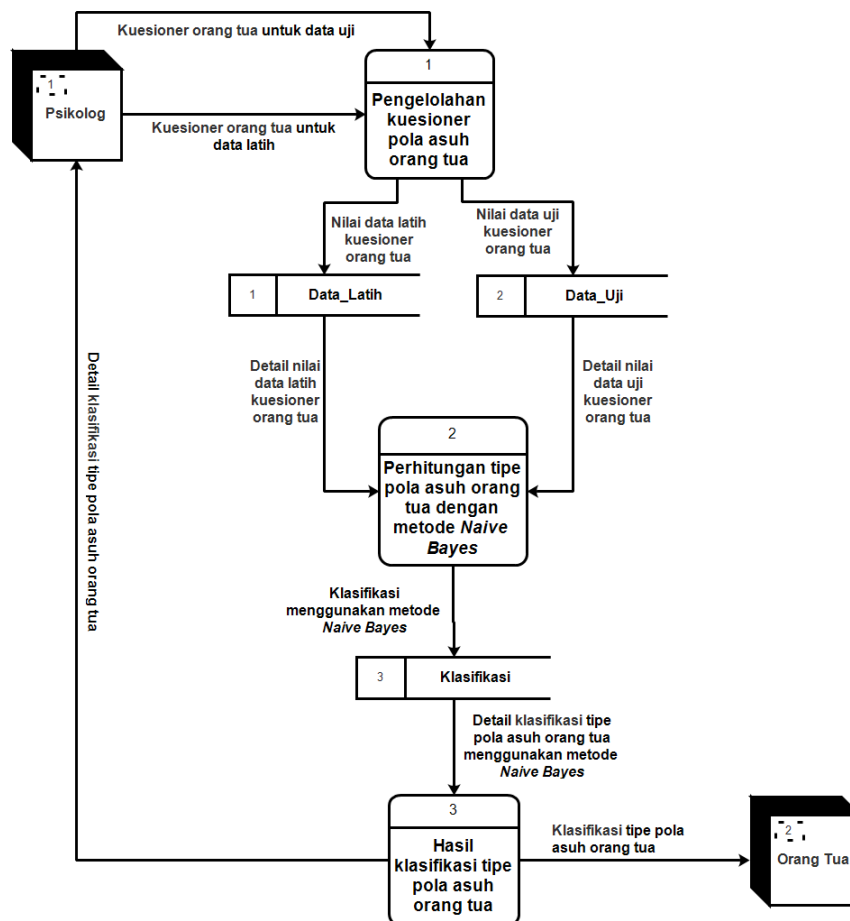 Kuesioner orang tua untuk data uji
1
Psikolog
Kuesioner orang tua untuk
data latih
1
Pengelolahan
kuesioner
pola asuh
orang tua
Nilai data latih
kuesioner
orang tua
Nilai data uji
kuesioner
orang tua
1
Data_Latih
2
Data_Uji
Detail nilai
data latih
kuesioner
orang tua
Detail nilai
data uji
kuesioner
orang tua
Detail klasifikasi tipe pola asuh orang tua
2
Perhitungan tipe
pola asuh orang
tua dengan
metode Naive
Bayes
Klasifikasi
menggunakan metode
Naive Bayes
3
Klasifikasi
Detail klasifikasi tipe
pola asuh orang tua
menggunakan metode
Naive Bayes
3
Hasil
klasifikasi tipe
pola asuh
orang tua
Klasifikasi tipe pola
asuh orang tua
2
Orang Tua